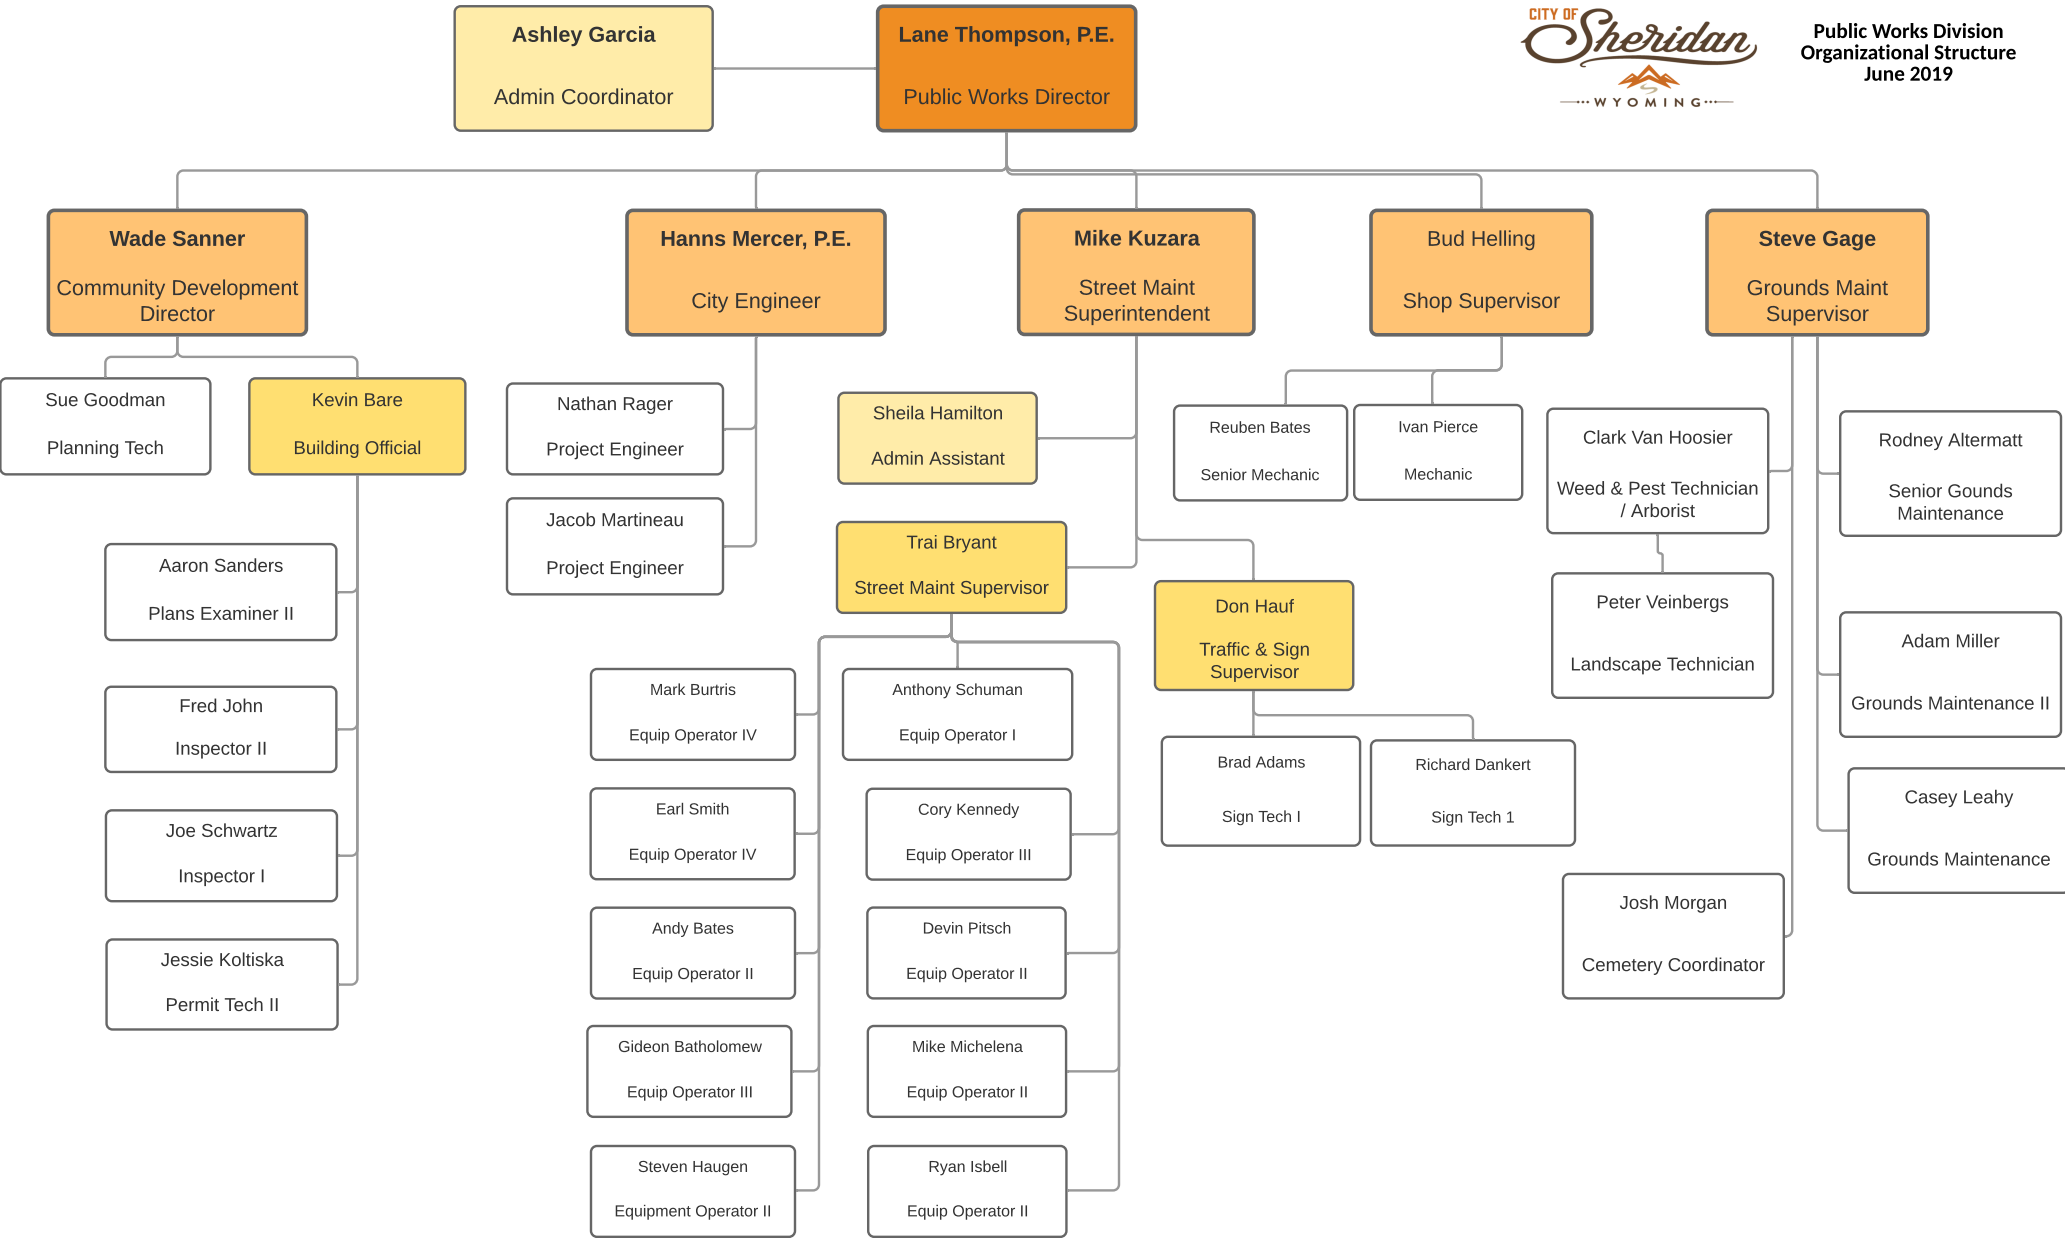 Ashley Garcia
Admin Coordinator
Lane Thompson, P.E.
Public Works Director
CITY OF
Sheridan
WYOMING
Public Works Division
Organizational Structure
June 2019
Wade Sanner
Community Development
Director
Hanns Mercer, P.E.
City Engineer
Mike Kuzara
Street Maint
Superintendent
Bud Helling
Shop Supervisor
Steve Gage
Grounds Maint
Supervisor
Sue Goodman
Planning Tech
Kevin Bare
Building Official
Aaron Sanders
Plans Examiner II
Fred John
Inspector II
Joe Schwartz
Inspector I
Jessie Koltiska
Permit Tech II
Nathan Rager
Project Engineer
Jacob Martineau
Project Engineer
Sheila Hamilton
Admin Assistant
Trai Bryant
Street Maint Supervisor
Mark Burtris
Equip Operator IV
Anthony Schuman
Equip Operator I
Earl Smith
Equip Operator IV
Cory Kennedy
Equip Operator III
Andy Bates
Equip Operator II
Devin Pitsch
Equip Operator II
Gideon Batholomew
Equip Operator III
Mike Michelena
Equip Operator II
Steven Haugen
Equipment Operator II
Ryan Isbell
Equip Operator II
Don Hauf
Traffic & Sign
Supervisor
Brad Adams
Sign Tech I
Richard Dankert
Sign Tech 1
Reuben Bates
Senior Mechanic
Ivan Pierce
Mechanic
Clark Van Hoosier
Weed & Pest Technician
/ Arborist
Peter Veinbergs
Landscape Technician
Josh Morgan
Cemetery Coordinator
Rodney Altermatt
Senior Gounds
Maintenance
Adam Miller
Grounds Maintenance II
Casey Leahy
Grounds Maintenance